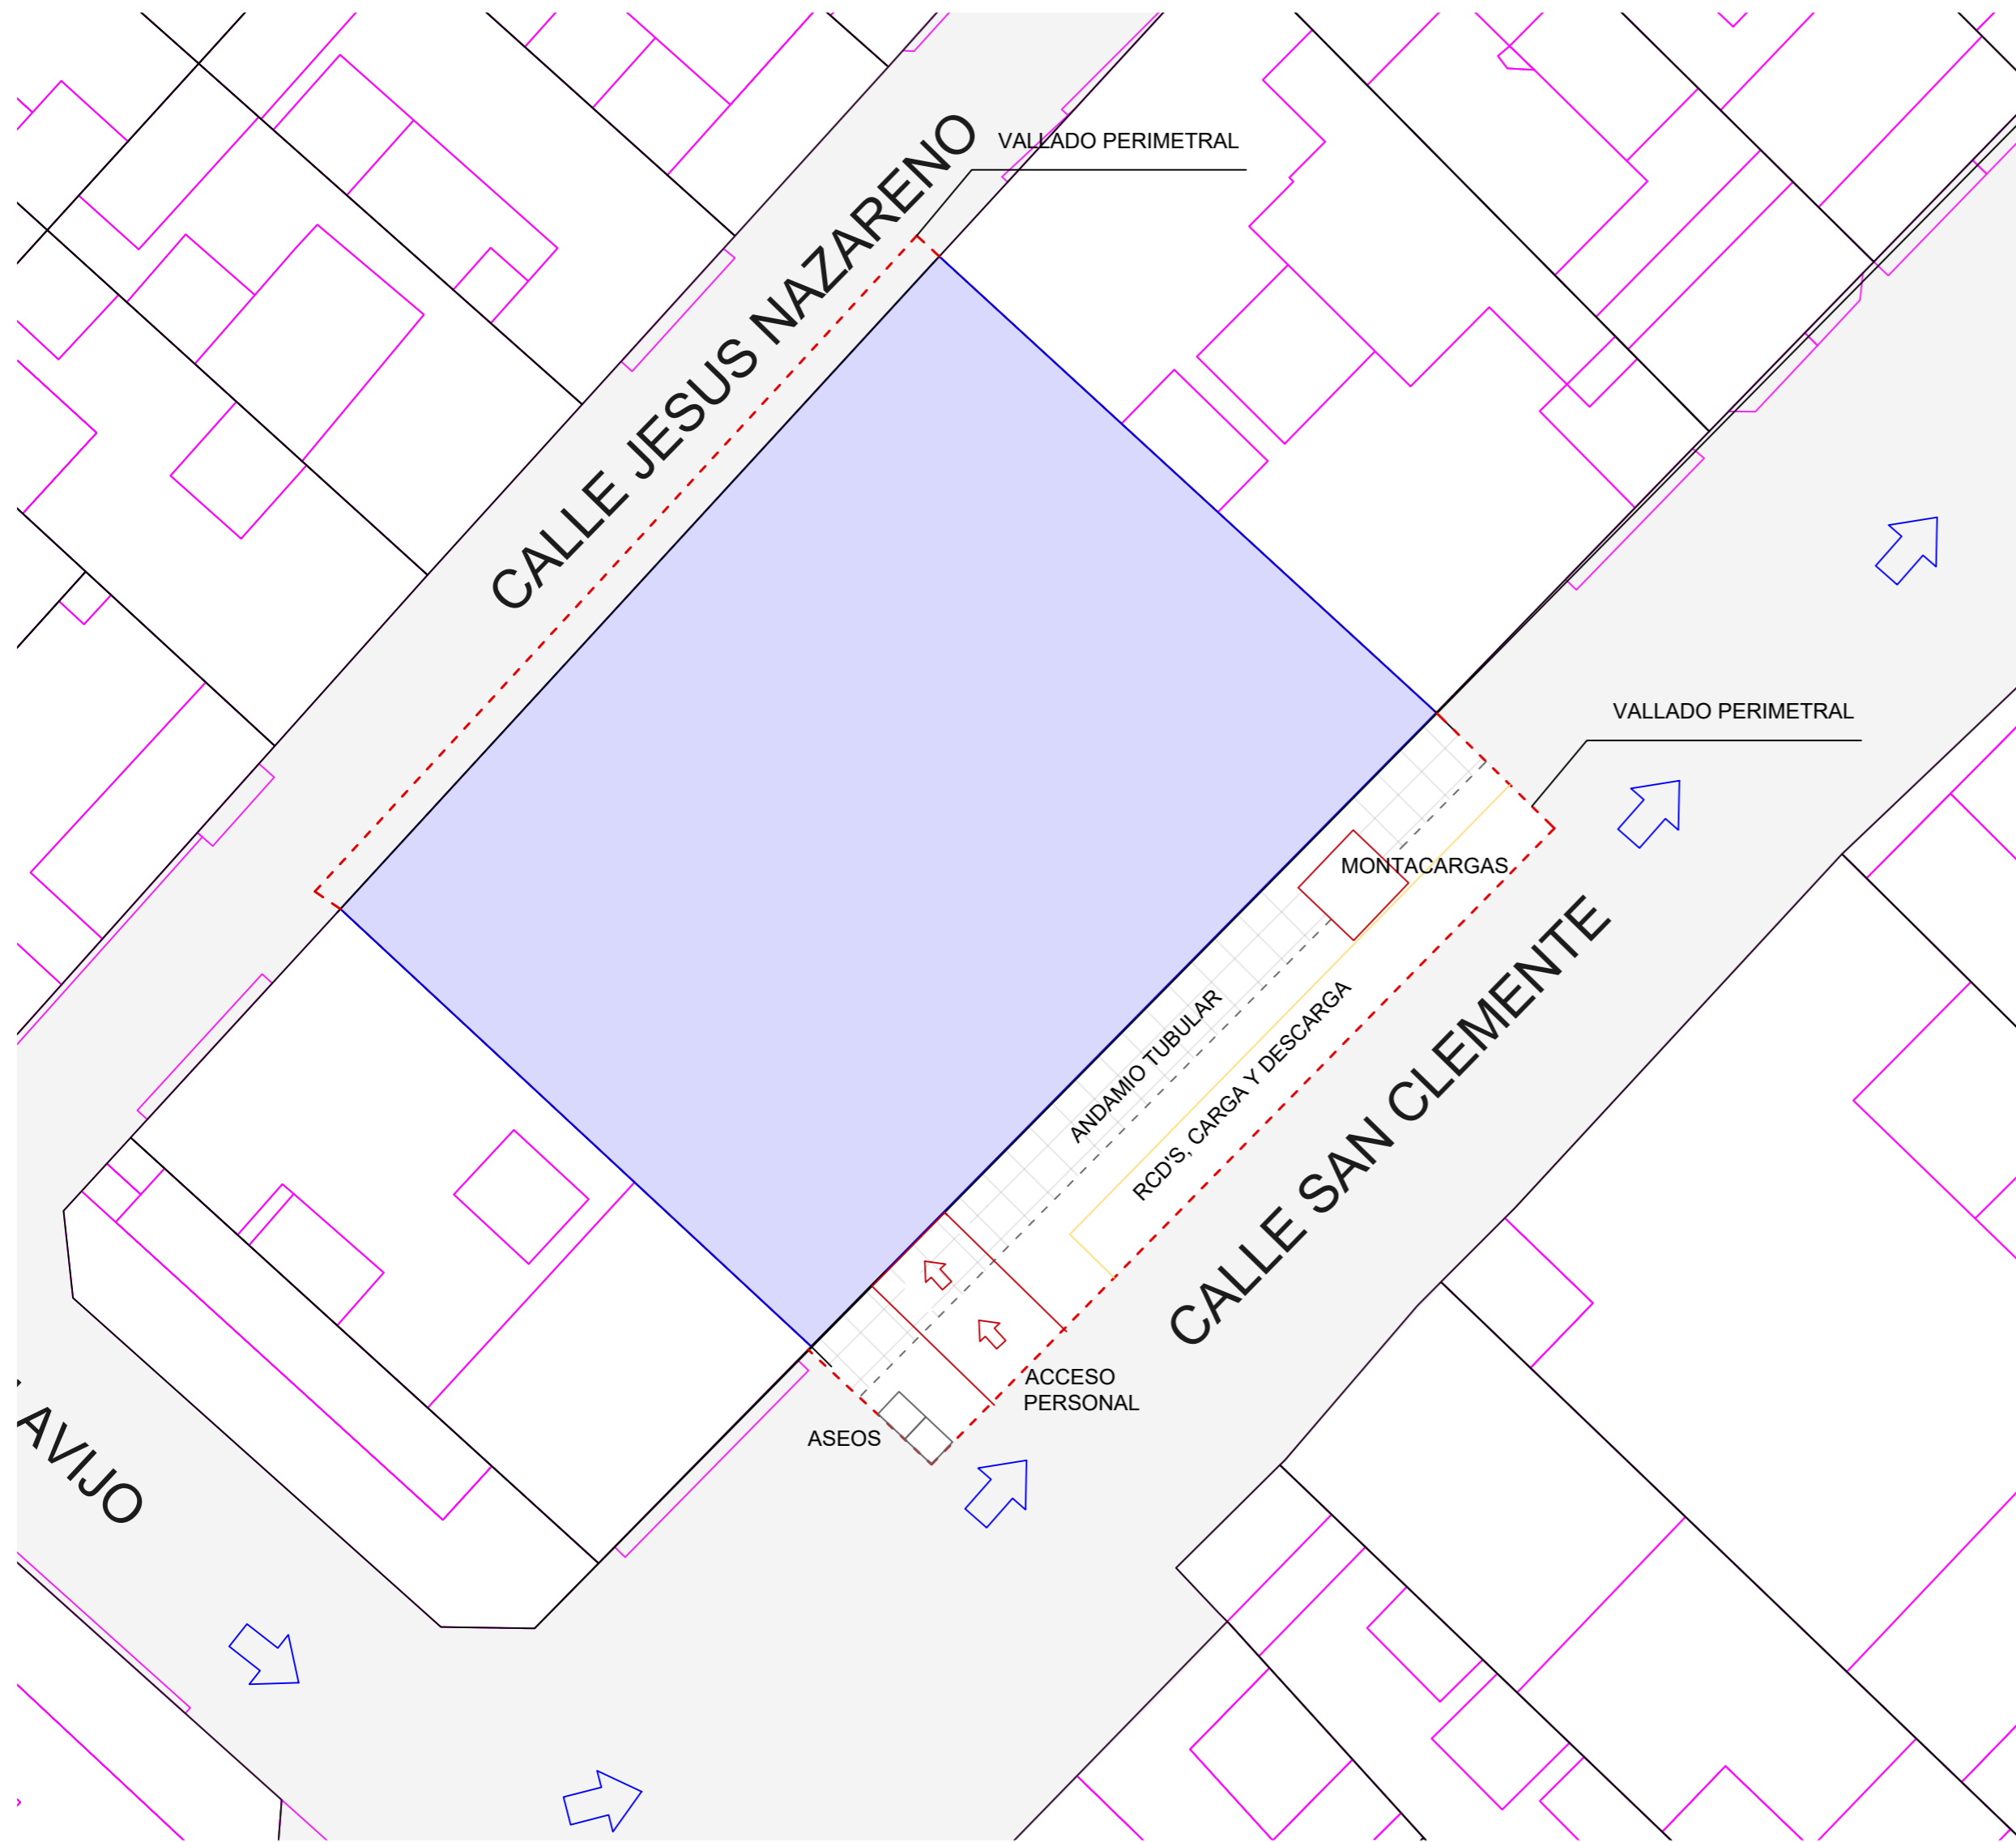 VALLADO PERIMETRAL
CALLE JESUS NAZARENO
VALLADO PERIMETRAL
MONTACARGAS
ANDAMIO TUBULAR
RCD'S, CARGA Y DESCARGA
CALLE SAN CLEMENTE
ACCESO
PERSONAL
ASEOS
AVIJO